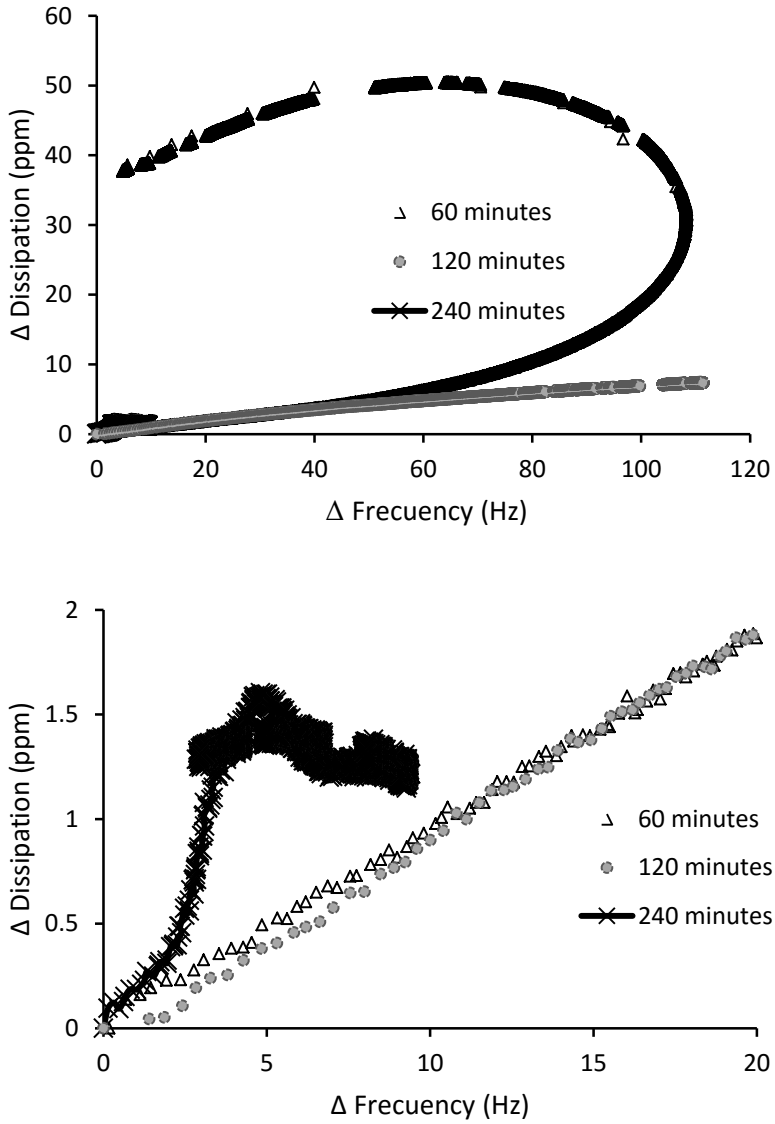 60
50
40
30
20
10
0
Δ Dissipation (ppm)
60 minutes
120 minutes
240 minutes
0 20 40 60 80 100 120
Δ Frecuency (Hz)
2
1.5
1
0.5
0
Δ Dissipation (ppm)
60 minutes
120 minutes
240 minutes
0 5 10 15 20
Δ Frecuency (Hz)